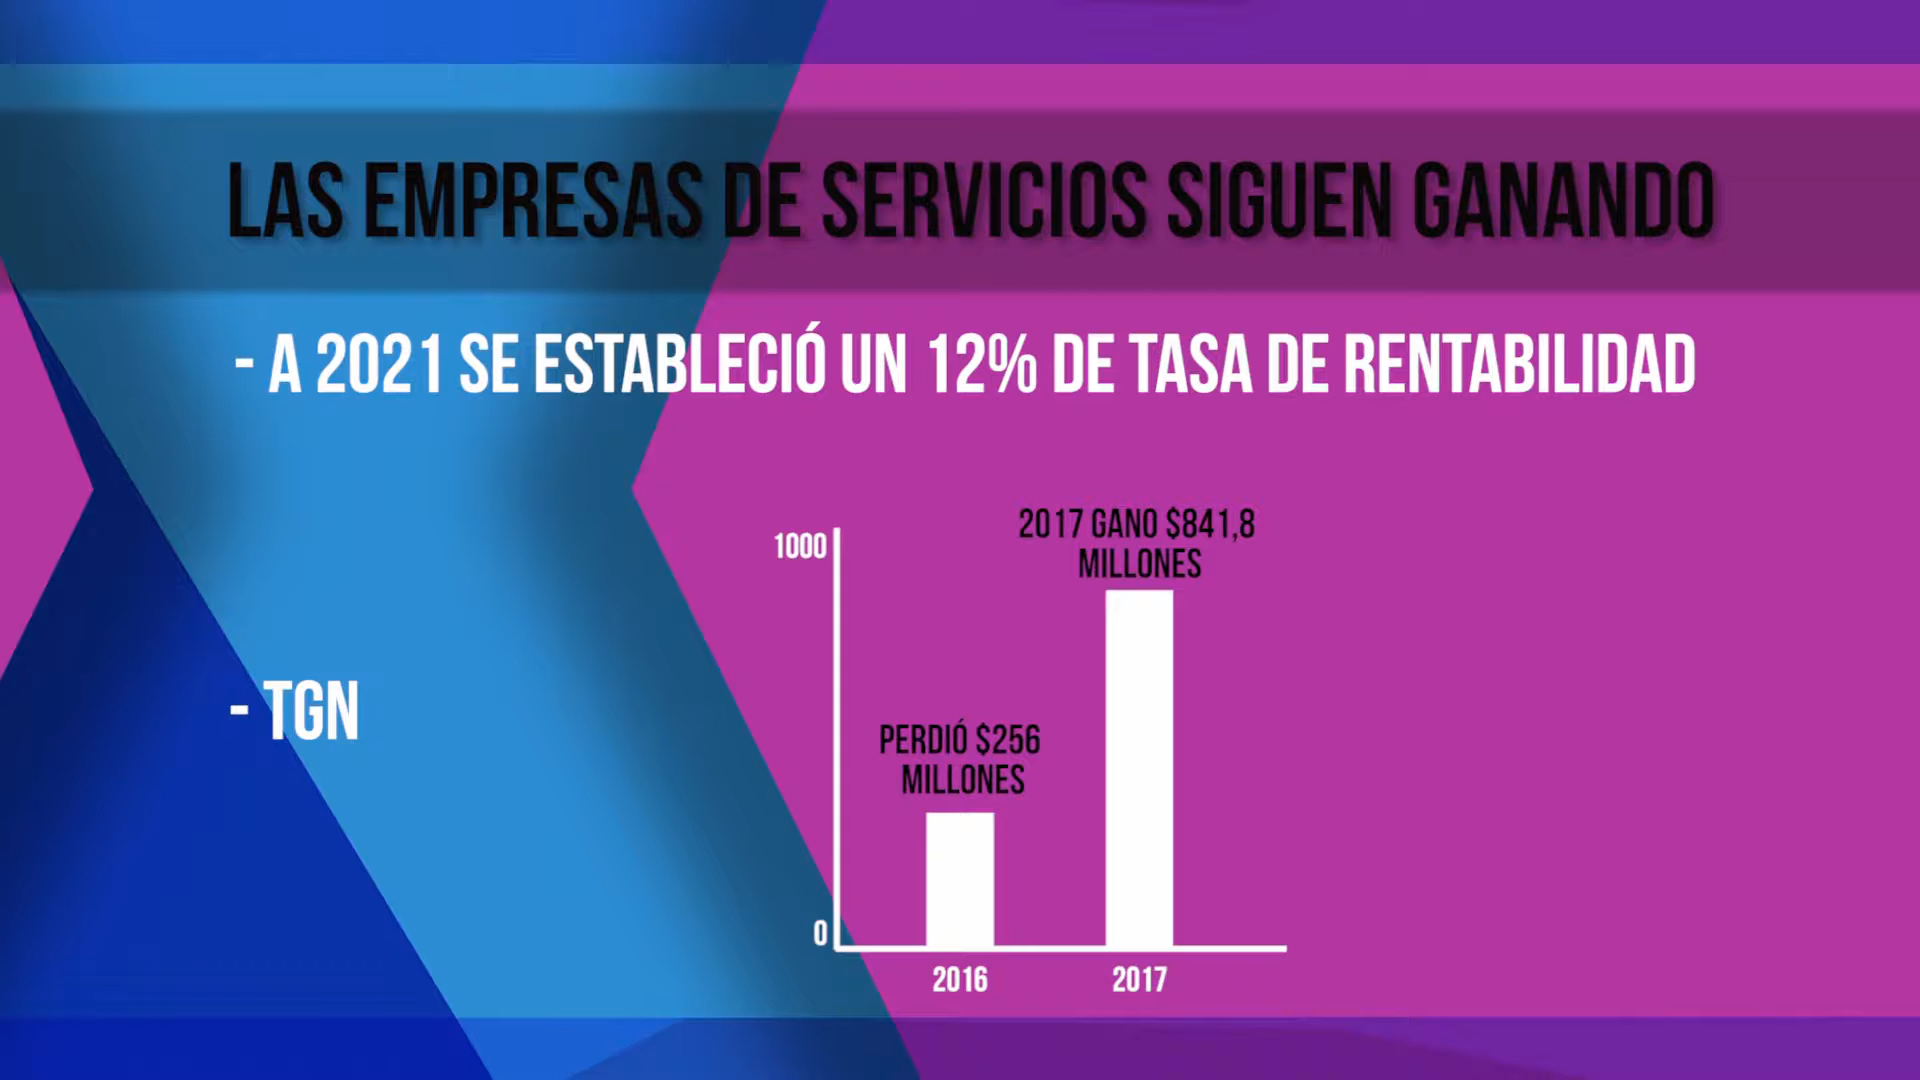 LAS EMPRESAS DE SERVICIOS SIGUEN GANANDO
- A 2021 SE ESTABLECIÓ UN 12% DE TASA DE RENTABILIDAD
- TGN
1000
2017 GANO $841,8
MILLONES
PERDIÓ $256
MILLONES
0
2016
2017